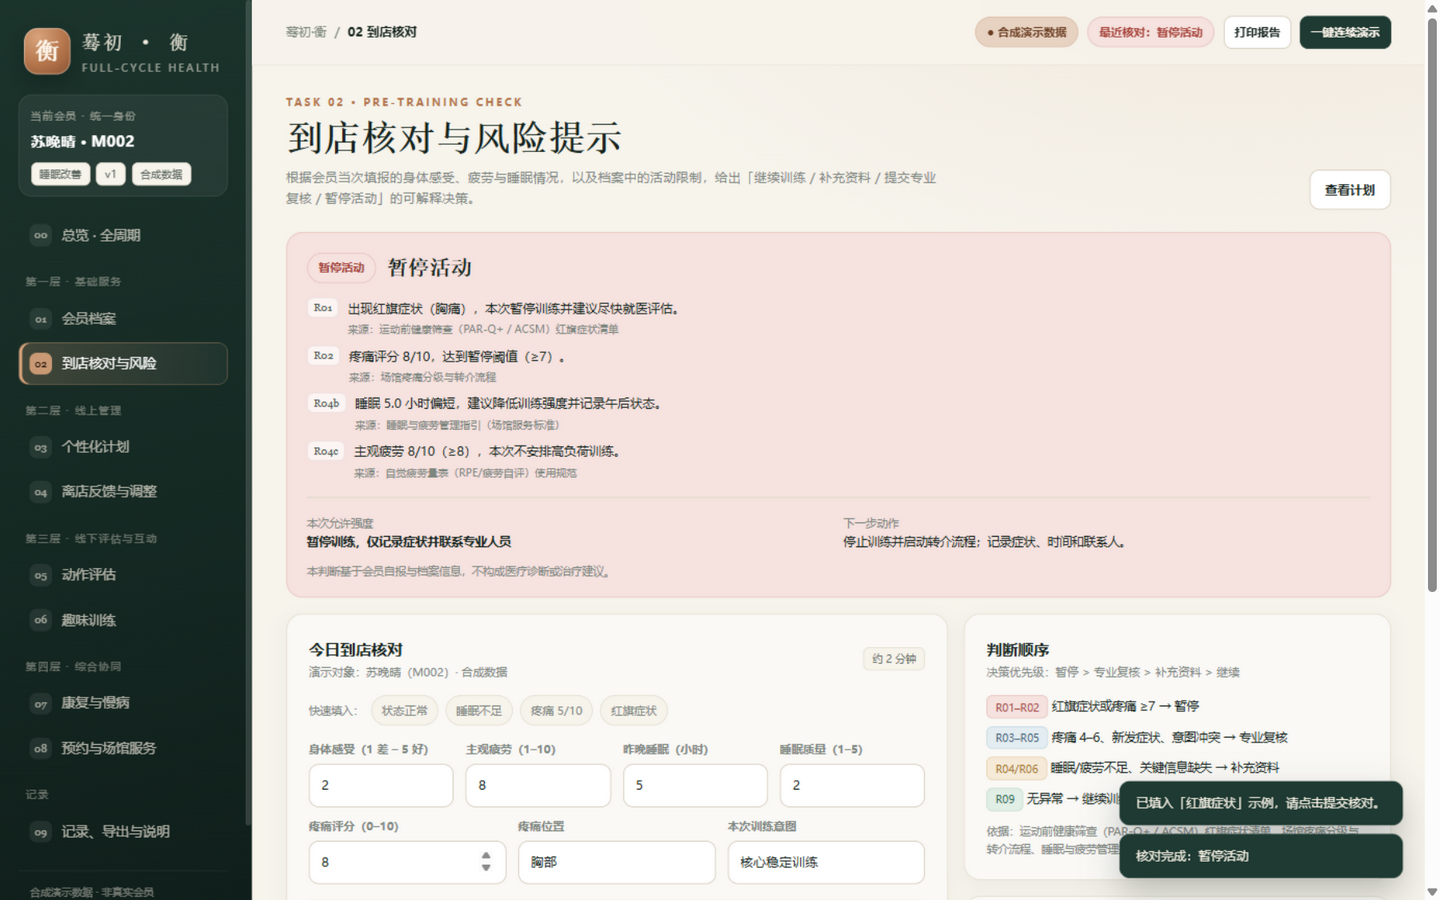 衡
蓦初 • 衡
FULL-CYCLE HEALTH
当前会员 · 统一身份
苏晚晴 • M002
睡眠改善
v1
合成数据
00 总览 · 全周期
第一层 · 基础服务
01 会员档案
02 到店核对与风险
第二层 · 线上管理
03 个性化计划
04 离店反馈与调整
第三层 · 线下评估与互动
05 动作评估
06 趣味训练
第四层 · 综合协同
07 康复与慢病
08 预约与场馆服务
记录
09 记录、导出与说明
合成演示数据 · 非真实会员
蓦初·衡 / 02 到店核对
● 合成演示数据
最近核对：暂停活动
打印报告
一键连续演示
TASK 02 • PRE-TRAINING CHECK
到店核对与风险提示
根据会员当次填报的身体感受、疲劳与睡眠情况，以及档案中的活动限制，给出「继续训练 / 补充资料 / 提交专业
复核 / 暂停活动」的可解释决策。
查看计划
暂停活动
暂停活动
R01 出现红旗症状（胸痛），本次暂停训练并建议尽快就医评估。
来源：运动前健康筛查（PAR-Q+ / ACSM）红旗症状清单
R02 疼痛评分 8/10，达到暂停阈值（≥7）。
来源：场馆疼痛分级与转介流程
R04b 睡眠 5.0 小时偏短，建议降低训练强度并记录午后状态。
来源：睡眠与疲劳管理指引（场馆服务标准）
R04c 主观疲劳 8/10（≥8），本次不安排高负荷训练。
来源：自觉疲劳量表（RPE/疲劳自评）使用规范
本次允许强度
暂停训练，仅记录症状并联系专业人员
下一步动作
停止训练并启动转介流程；记录症状、时间和联系人。
本判断基于会员自报与档案信息，不构成医疗诊断或治疗建议。
今日到店核对
演示对象：苏晚晴（M002）· 合成数据
约 2 分钟
快速填入：
状态正常
睡眠不足
疼痛 5/10
红旗症状
身体感受（1 差 – 5 好）
主观疲劳（1–10）
昨晚睡眠（小时）
睡眠质量（1–5）
2
8
5
2
疼痛评分（0–10）
疼痛位置
本次训练意图
8
胸部
核心稳定训练
判断顺序
决策优先级：暂停 > 专业复核 > 补充资料 > 继续
R01–R02 红旗症状或疼痛 ≥7 → 暂停
R03–R05 疼痛 4–6、新发症状、意图冲突 → 专业复核
R04/R06 睡眠/疲劳不足、关键信息缺失 → 补充资料
R09 无异常 → 继续训
依据：运动前健康筛查（PAR-Q+ / ACSM）红旗症状清单、场馆疼痛分级与
转介流程、睡眠与疲劳管理
已填入「红旗症状」示例，请点击提交核对。
核对完成：暂停活动